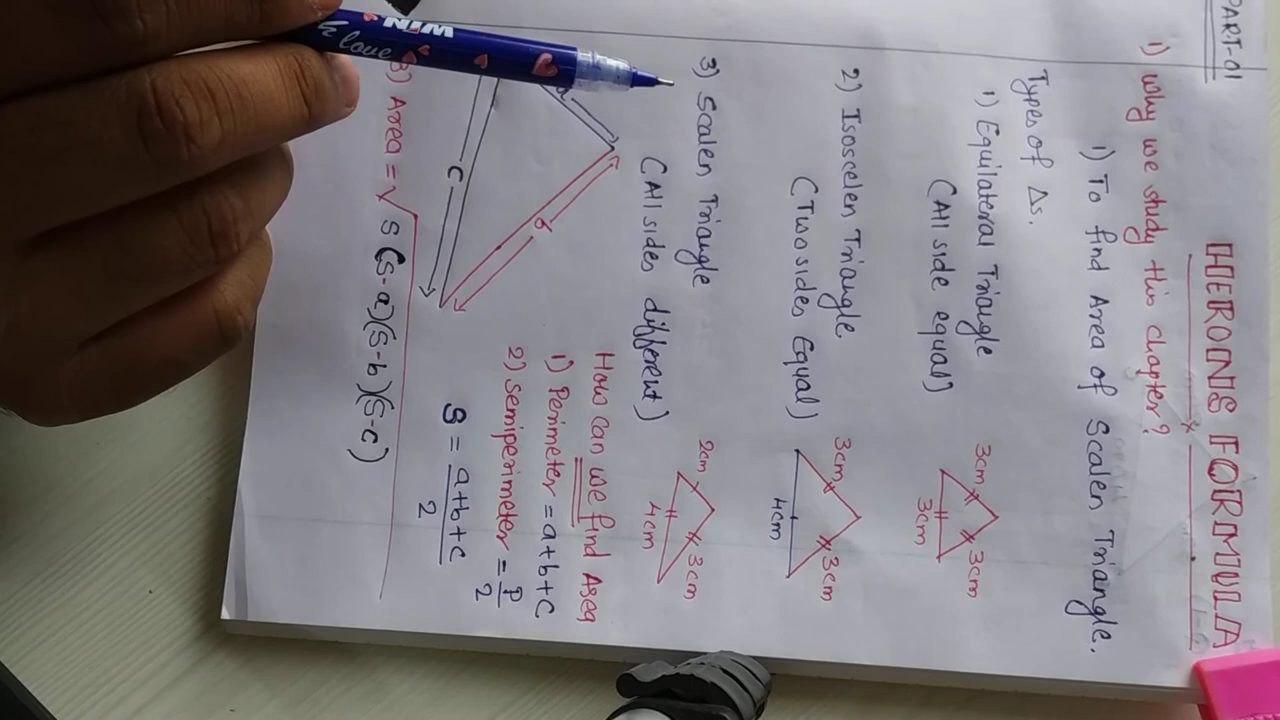 PART-01
HERONS FORMULA
1) Why we study this chapter?
1) To find Area of Scalen Triangle.
Types of Δs.
1) Equilateral Triangle
(All side equal)
3cm
3cm
3cm
2) Isoscelen Triangle
(Two sides Equal)
3cm
3cm
4cm
3) Scalen Triangle
(All sides different)
2cm
3cm
4cm
a
b
c
How can we find Area
1) Perimeter = a+b+c
2) Semiperimeter = P/2
S = a+b+c
2
3) Area = √s(s-a)(s-b)(s-c)
WIN
love